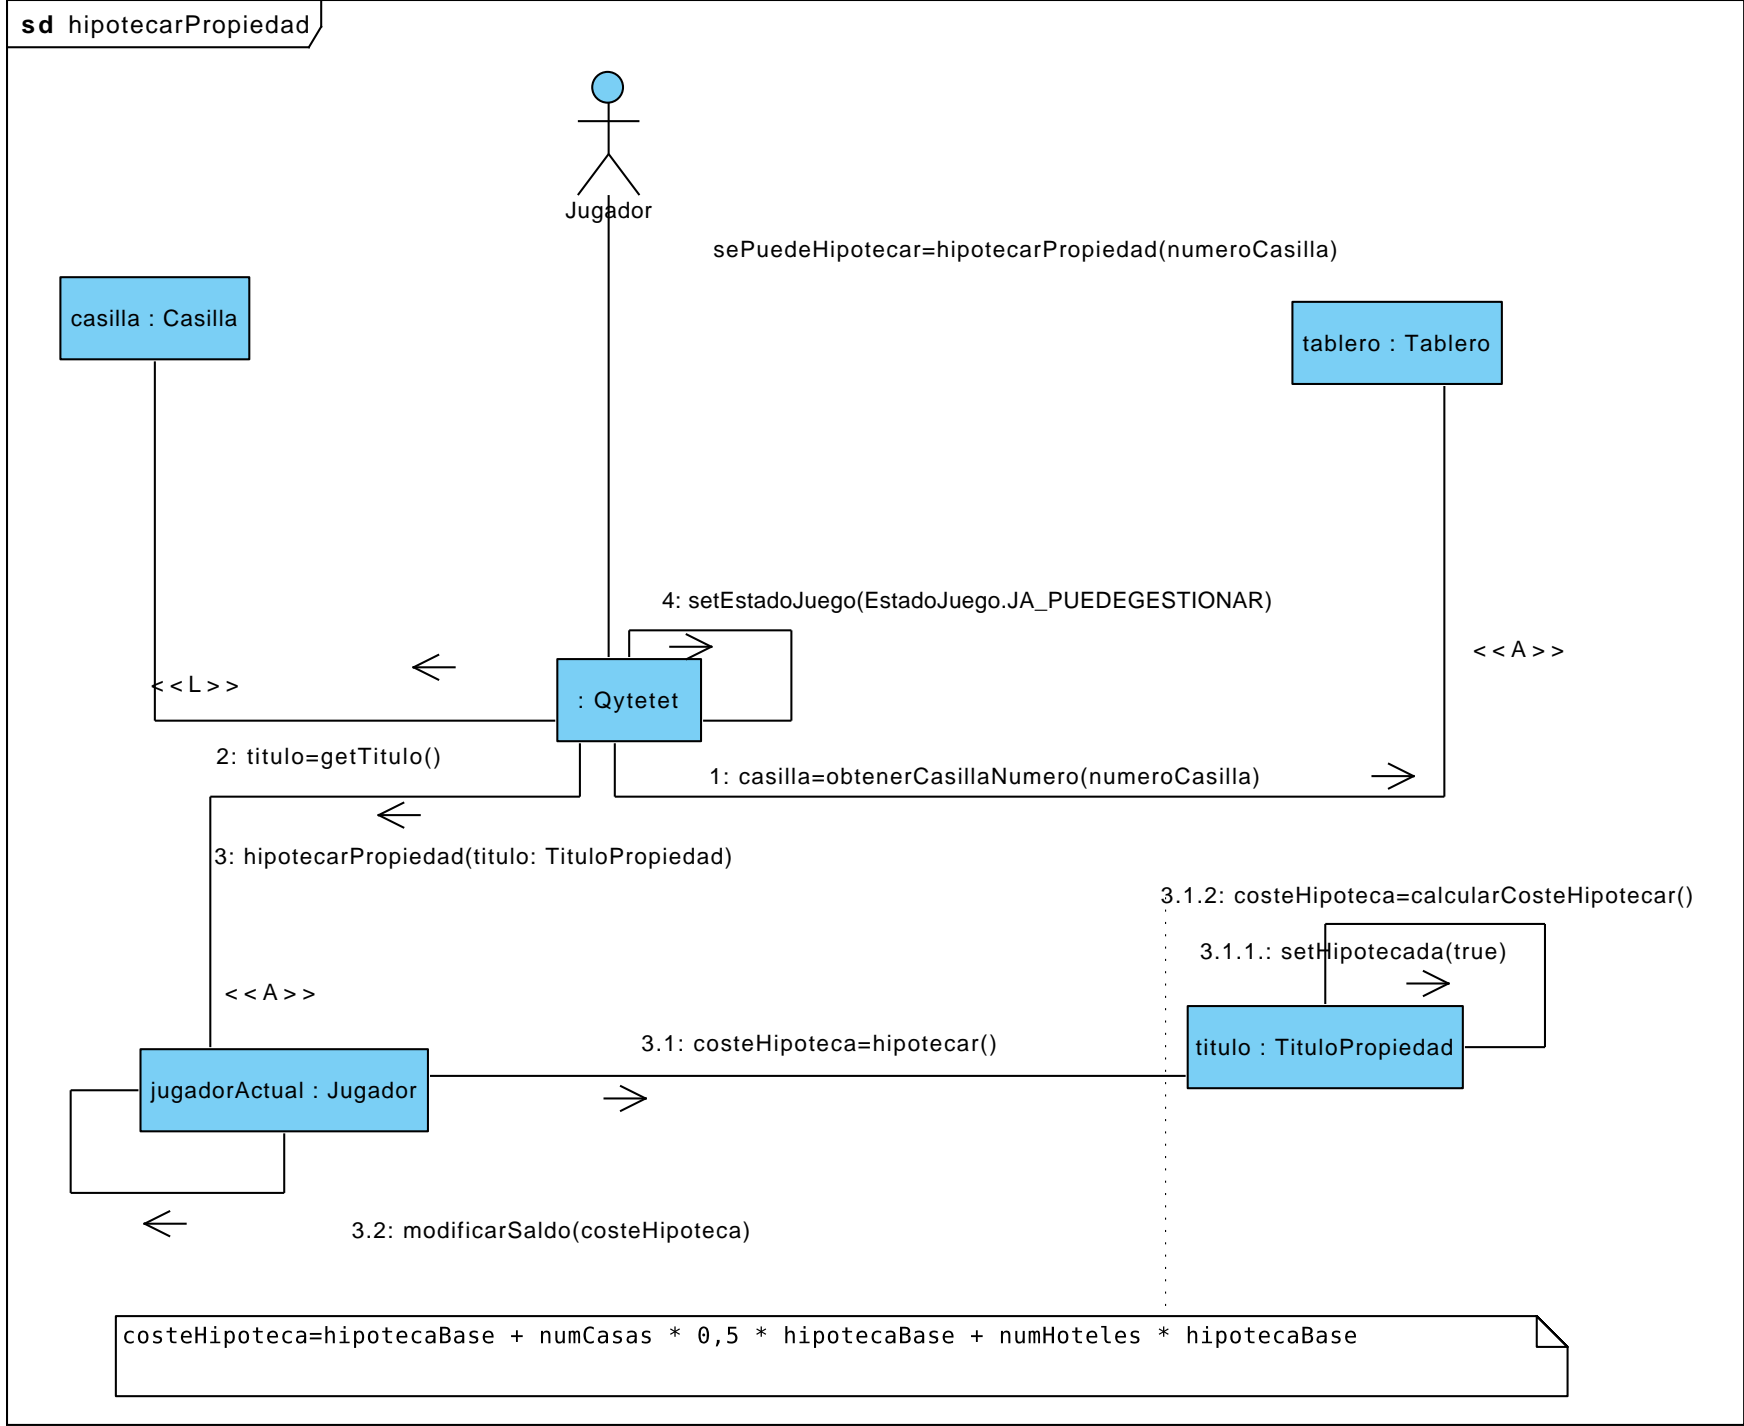 sd hipotecarPropiedad
Jugador
sePuedeHipotecar=hipotecarPropiedad(numeroCasilla)
casilla : Casilla
tablero : Tablero
4: setEstadoJuego(EstadoJuego.JA_PUEDEGESTIONAR)
<<A>>
<<L>>
: Qytetet
2: titulo=getTitulo()
1: casilla=obtenerCasillaNumero(numeroCasilla)
3: hipotecarPropiedad(titulo: TituloPropiedad)
3.1.2: costeHipoteca=calcularCosteHipotecar()
3.1.1.: setHipotecada(true)
<<A>>
3.1: costeHipoteca=hipotecar()
titulo : TituloPropiedad
jugadorActual : Jugador
3.2: modificarSaldo(costeHipoteca)
costeHipoteca=hipotecaBase + numCasas * 0,5 * hipotecaBase + numHoteles * hipotecaBase